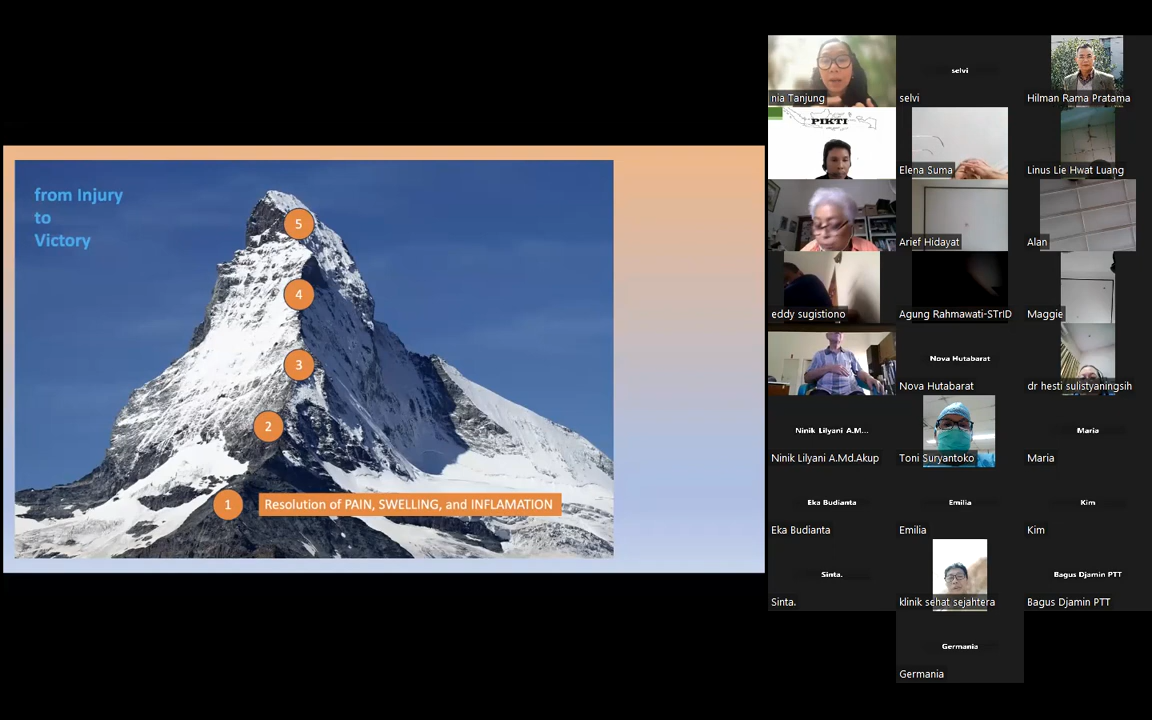 from Injury
to
Victory
5
4
3
2
1
Resolution of PAIN, SWELLING, and INFLAMATION
nia Tanjung
selvi
selvi
Hilman Rama Pratama
PIKTI
Elena Suma
Linus Lie Hwat Luang
Arief Hidayat
Alan
eddy sugistiono
Agung Rahmawati-STrID
Maggie
Nova Hutabarat
Nova Hutabarat
dr hesti sulistyaningsih
Ninik Lilyani A.M...
Ninik Lilyani A.Md.Akup
Toni Suryantoko
Maria
Maria
Eka Budianta
Eka Budianta
Emilia
Emilia
Kim
Kim
Sinta.
Sinta.
klinik sehat sejahtera
Bagus Djamin PTT
Bagus Djamin PTT
Germania
Germania